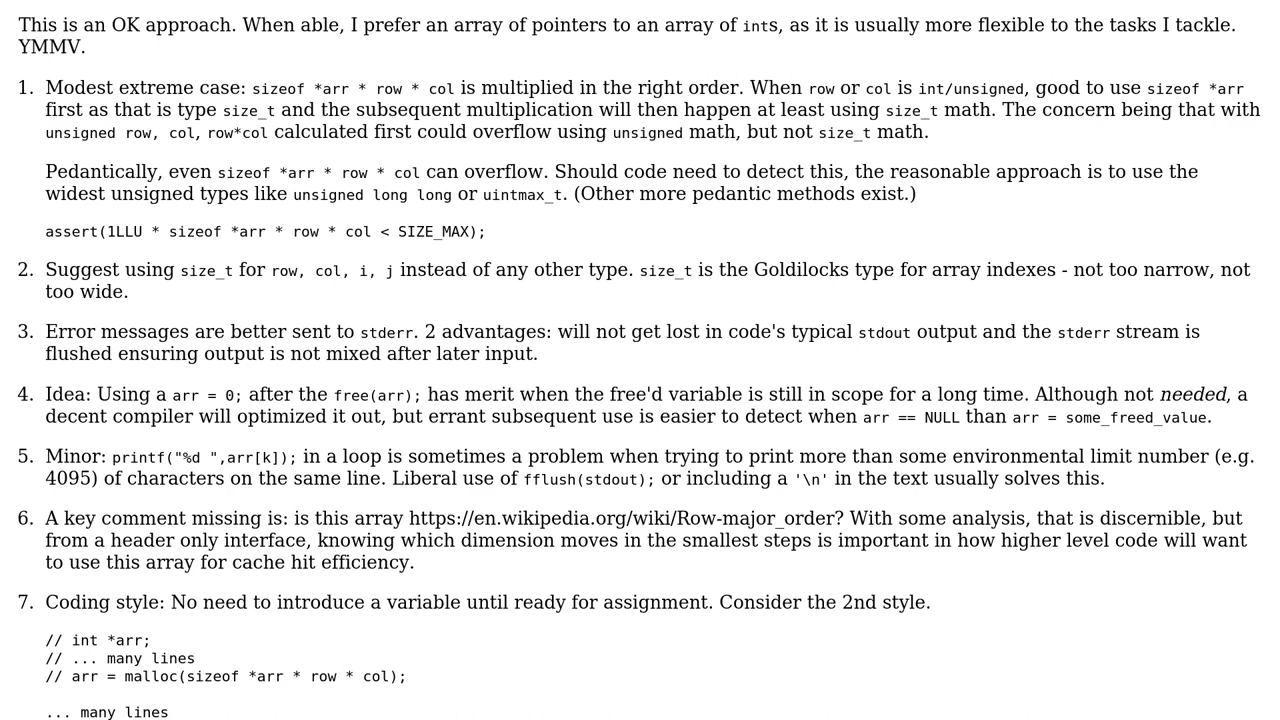 This is an OK approach. When able, I prefer an array of pointers to an array of ints, as it is usually more flexible to the tasks I tackle.
YMMV.
1. Modest extreme case: sizeof *arr * row * col is multiplied in the right order. When row or col is int/unsigned, good to use sizeof *arr
first as that is type size_t and the subsequent multiplication will then happen at least using size_t math. The concern being that with
unsigned row, col, row*col calculated first could overflow using unsigned math, but not size_t math.
Pedantically, even sizeof *arr * row * col can overflow. Should code need to detect this, the reasonable approach is to use the
widest unsigned types like unsigned long long or uintmax_t. (Other more pedantic methods exist.)
assert(1LLU * sizeof *arr * row * col < SIZE_MAX);
2. Suggest using size_t for row, col, i, j instead of any other type. size_t is the Goldilocks type for array indexes - not too narrow, not
too wide.
3. Error messages are better sent to stderr. 2 advantages: will not get lost in code's typical stdout output and the stderr stream is
flushed ensuring output is not mixed after later input.
4. Idea: Using a arr = 0; after the free(arr); has merit when the free'd variable is still in scope for a long time. Although not needed, a
decent compiler will optimized it out, but errant subsequent use is easier to detect when arr == NULL than arr = some_freed_value.
5. Minor: printf("%d ",arr[k]); in a loop is sometimes a problem when trying to print more than some environmental limit number (e.g.
4095) of characters on the same line. Liberal use of fflush(stdout); or including a '\n' in the text usually solves this.
6. A key comment missing is: is this array https://en.wikipedia.org/wiki/Row-major_order? With some analysis, that is discernible, but
from a header only interface, knowing which dimension moves in the smallest steps is important in how higher level code will want
to use this array for cache hit efficiency.
7. Coding style: No need to introduce a variable until ready for assignment. Consider the 2nd style.
// int *arr;
// ... many lines
// arr = malloc(sizeof *arr * row * col);
... many lines